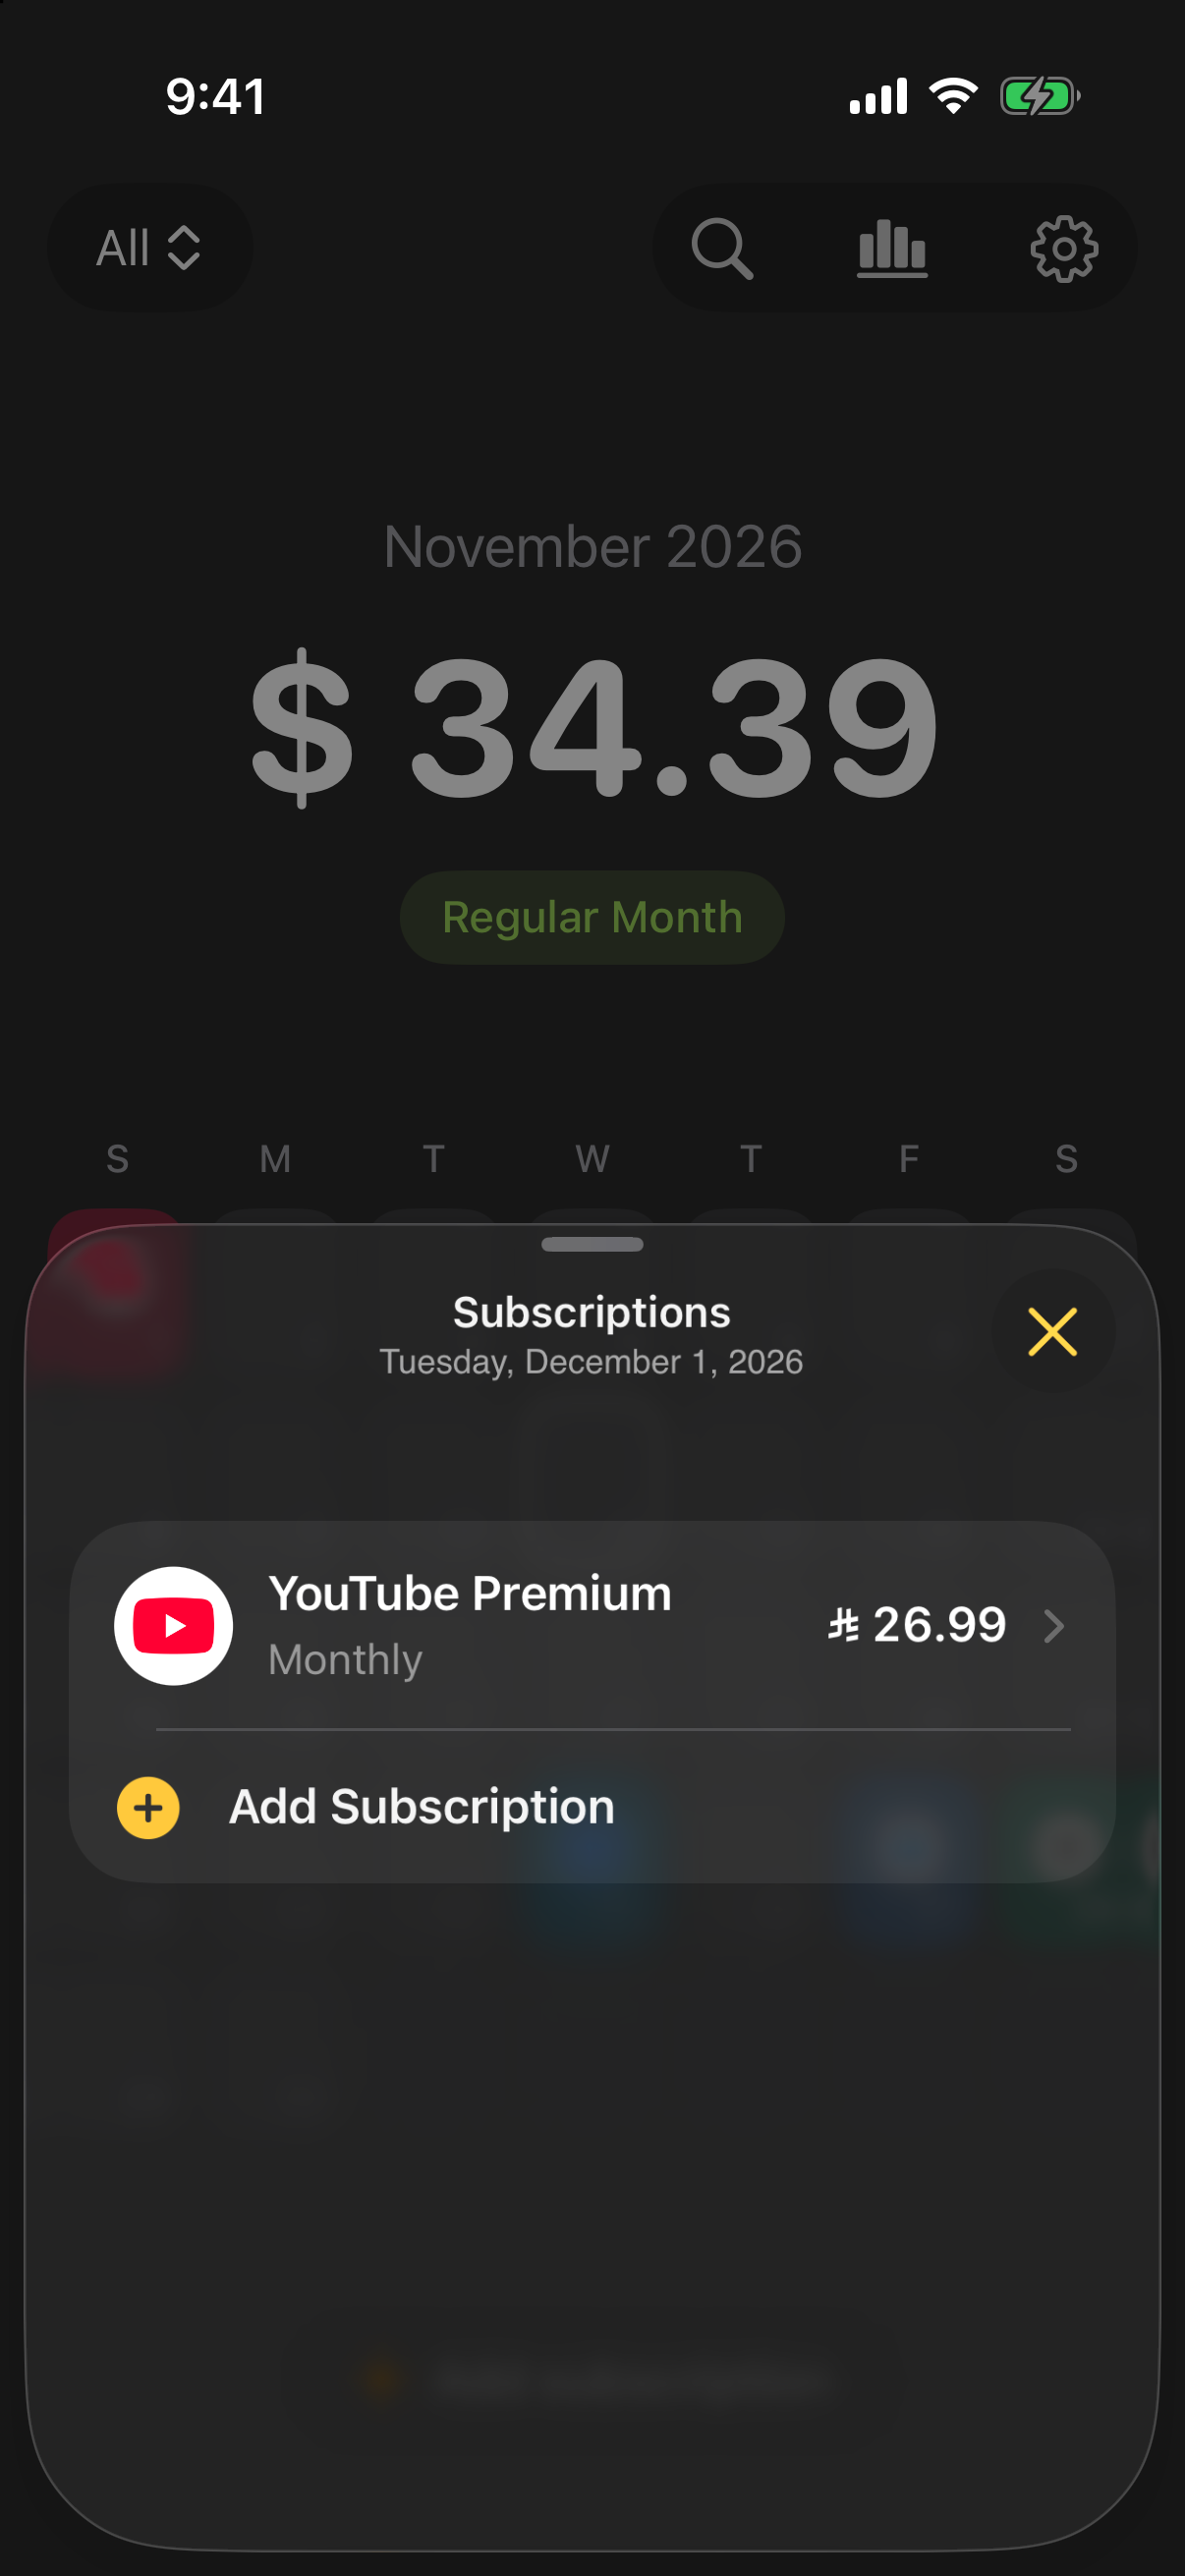 9:41
All
November 2026
$ 34.39
Regular Month
S M T W T F S
Subscriptions
Tuesday, December 1, 2026
YouTube Premium
Monthly
⃁ 26.99
Add Subscription